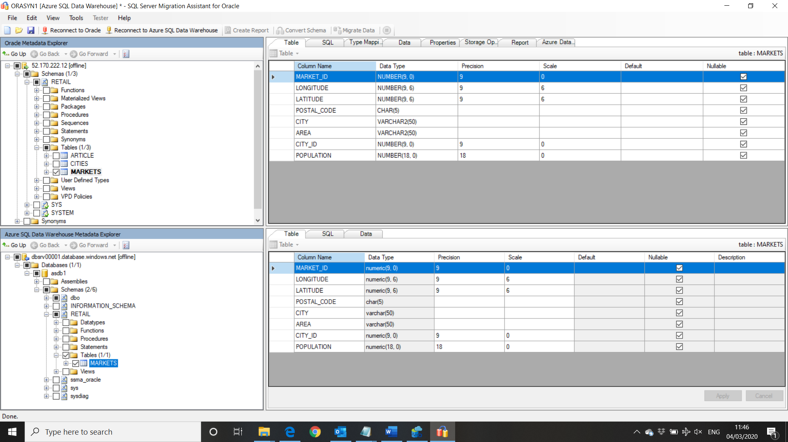 ORASYN1 [Azure SQL Data Warehouse] * - SQL Server Migration Assistant for Oracle
File Edit View Tools Tester Help
Reconnect to Oracle Reconnect to Azure SQL Data Warehouse Create Report Convert Schema Migrate Data
Oracle Metadata Explorer
Go Up Go Back Go Forward
52.170.222.12 [offline]
Schemas (1/3)
RETAIL
Functions
Materialized Views
Packages
Procedures
Sequences
Statements
Synonyms
Tables (1/3)
ARTICLE
CITIES
MARKETS
User Defined Types
Views
VPD Policies
SYS
SYSTEM
Synonyms
Table SQL Type Mappi.. Data Properties Storage Op.. Report Azure Data..
Table table : MARKETS
Column Name Data Type Precision Scale Default Nullable
MARKET_ID NUMBER(9, 0) 9 0
LONGITUDE NUMBER(9, 6) 9 6
LATITUDE NUMBER(9, 6) 9 6
POSTAL_CODE CHAR(5)
CITY VARCHAR2(50)
AREA VARCHAR2(50)
CITY_ID NUMBER(9, 0) 9 0
POPULATION NUMBER(18, 0) 18 0
Azure SQL Data Warehouse Metadata Explorer
Go Up Go Back Go Forward
dbsrv00001.database.windows.net [offline]
Databases (1/1)
asdb1
Assemblies
Schemas (2/6)
dbo
INFORMATION_SCHEMA
RETAIL
Datatypes
Functions
Procedures
Statements
Tables (1/1)
MARKETS
Views
ssma_oracle
sys
sysdiag
Table SQL Data
Table table : MARKETS
Column Name Data Type Precision Scale Default Nullable Description
MARKET_ID numeric(9, 0) 9 0
LONGITUDE numeric(9, 6) 9 6
LATITUDE numeric(9, 6) 9 6
POSTAL_CODE char(5)
CITY varchar(50)
AREA varchar(50)
CITY_ID numeric(9, 0) 9 0
POPULATION numeric(18, 0) 18 0
Apply Cancel
Done.
Type here to search
ENG
11:46
04/03/2020